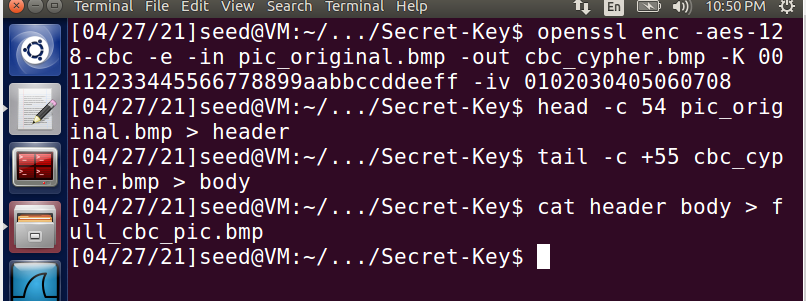 Terminal File Edit View Search Terminal Help En 10:50 PM
[04/27/21]seed@VM:~/.../Secret-Key$ openssl enc -aes-12
8-cbc -e -in pic_original.bmp -out cbc_cypher.bmp -K 00
112233445566778899aabbccddeeff -iv 0102030405060708
[04/27/21]seed@VM:~/.../Secret-Key$ head -c 54 pic_orig
inal.bmp > header
[04/27/21]seed@VM:~/.../Secret-Key$ tail -c +55 cbc_cyp
her.bmp > body
[04/27/21]seed@VM:~/.../Secret-Key$ cat header body > f
ull_cbc_pic.bmp
[04/27/21]seed@VM:~/.../Secret-Key$